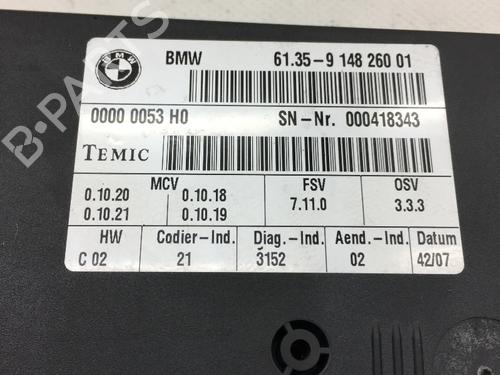 BMW 61.35-9 148 260 01
0000 0053 H0 SN-Nr. 000418343
TEMIC
MCV FSV OSV
0.10.20 0.10.18 7.11.0 3.3.3
0.10.21 0.10.19
HW Codier-Ind. Diag.-Ind. Aend.-Ind. Datum
C 02 21 3152 02 42/07
B-PARTS